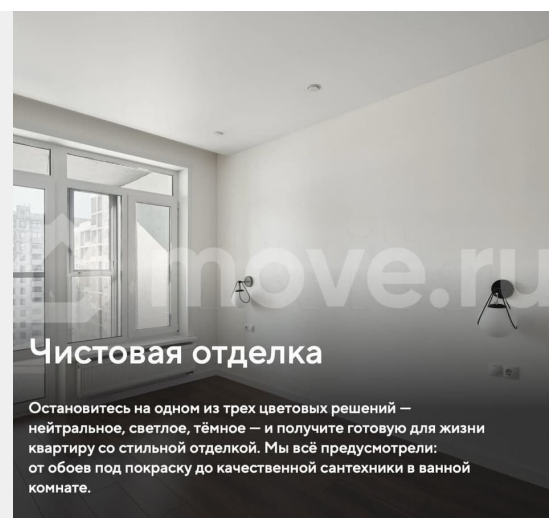 move.ru
Чистовая отделка
Остановитесь на одном из трех цветовых решений —
нейтральное, светлое, тёмное — и получите готовую для жизни
квартиру со стильной отделкой. Мы всё предусмотрели:
от обоев под покраску до качественной сантехники в ванной
комнате.